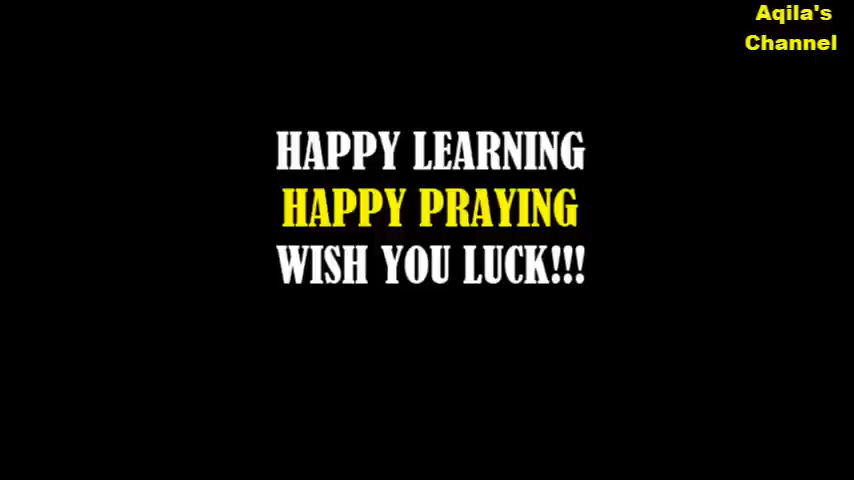 Aqila's
Channel
HAPPY LEARNING
HAPPY PRAYING
WISH YOU LUCK!!!